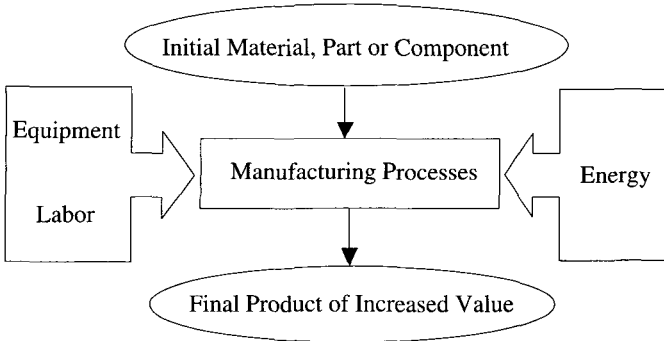 Initial Material, Part or Component
Equipment
Labor
Manufacturing Processes
Energy
Final Product of Increased Value